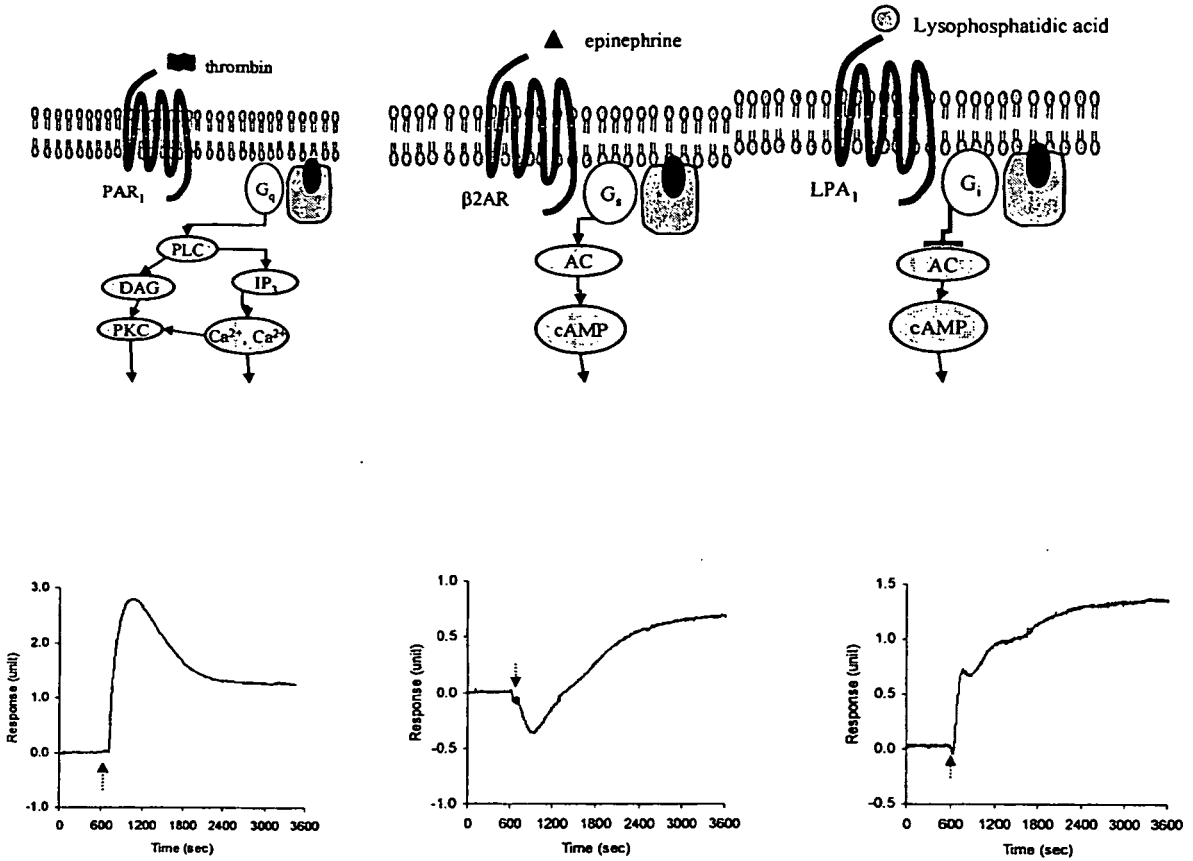 thrombin
PAR₁
G_q
PLC
DAG
IP₃
PKC
Ca²⁺, Ca²⁺
epinephrine
β2AR
G_s
AC
cAMP
Lysophosphatidic acid
LPA₁
G_i
AC
cAMP
Response (unit)
3.0
2.0
1.0
0.0
-1.0
0 600 1200 1800 2400 3000 3600
Time (sec)
Response (unit)
1.0
0.5
0.0
-0.5
-1.0
0 600 1200 1800 2400 3000 3600
Time (sec)
Response (unit)
1.5
1.0
0.5
0.0
-0.5
0 600 1200 1800 2400 3000 3600
Time (sec)